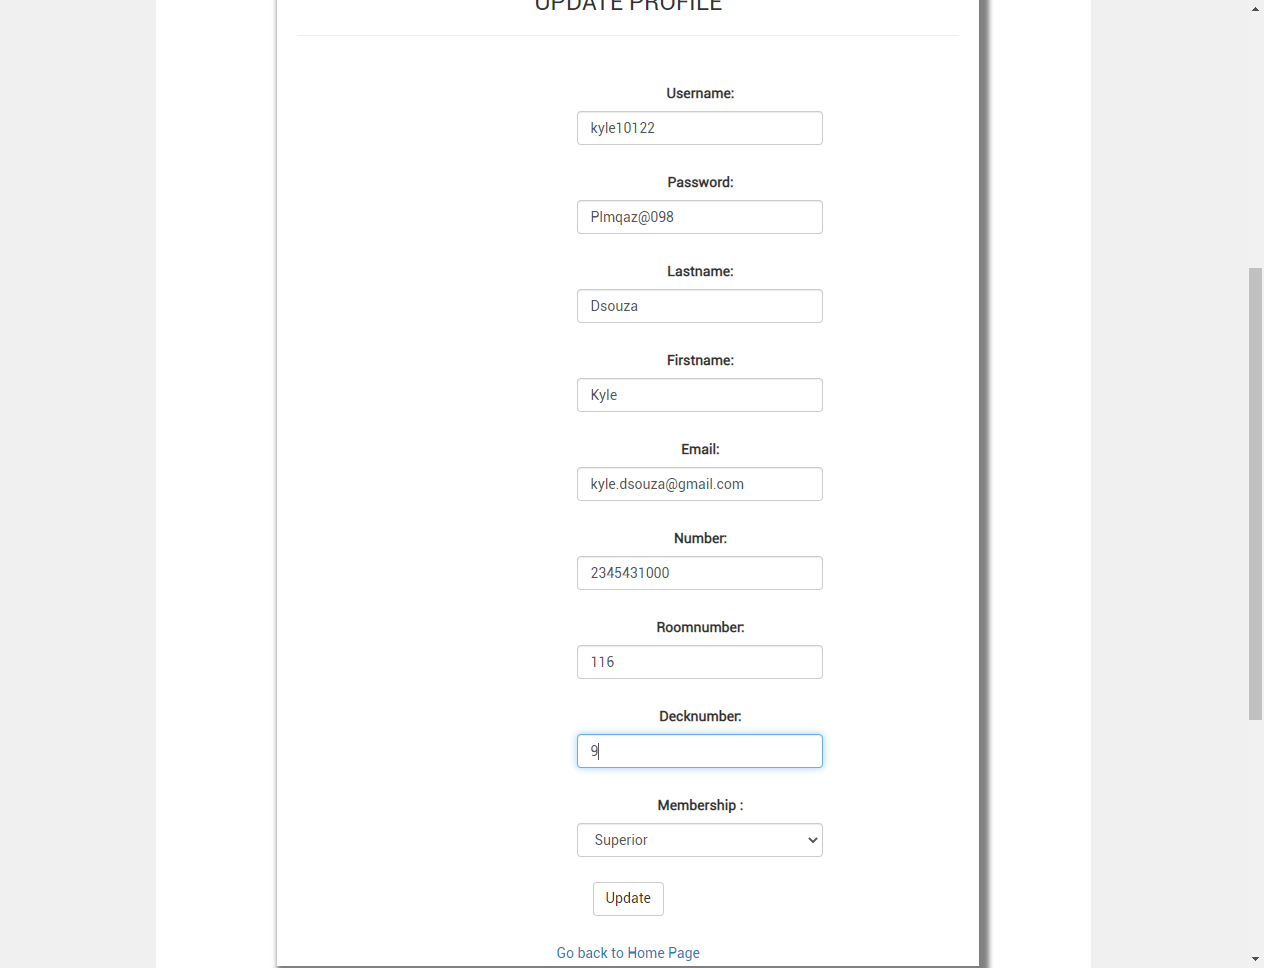 UPDATE PROFILE
Username:
kyle10122
Password:
Plmqaz@098
Lastname:
Dsouza
Firstname:
Kyle
Email:
kyle.dsouza@gmail.com
Number:
2345431000
Roomnumber:
116
Decknumber:
9
Membership :
Superior
Update
Go back to Home Page